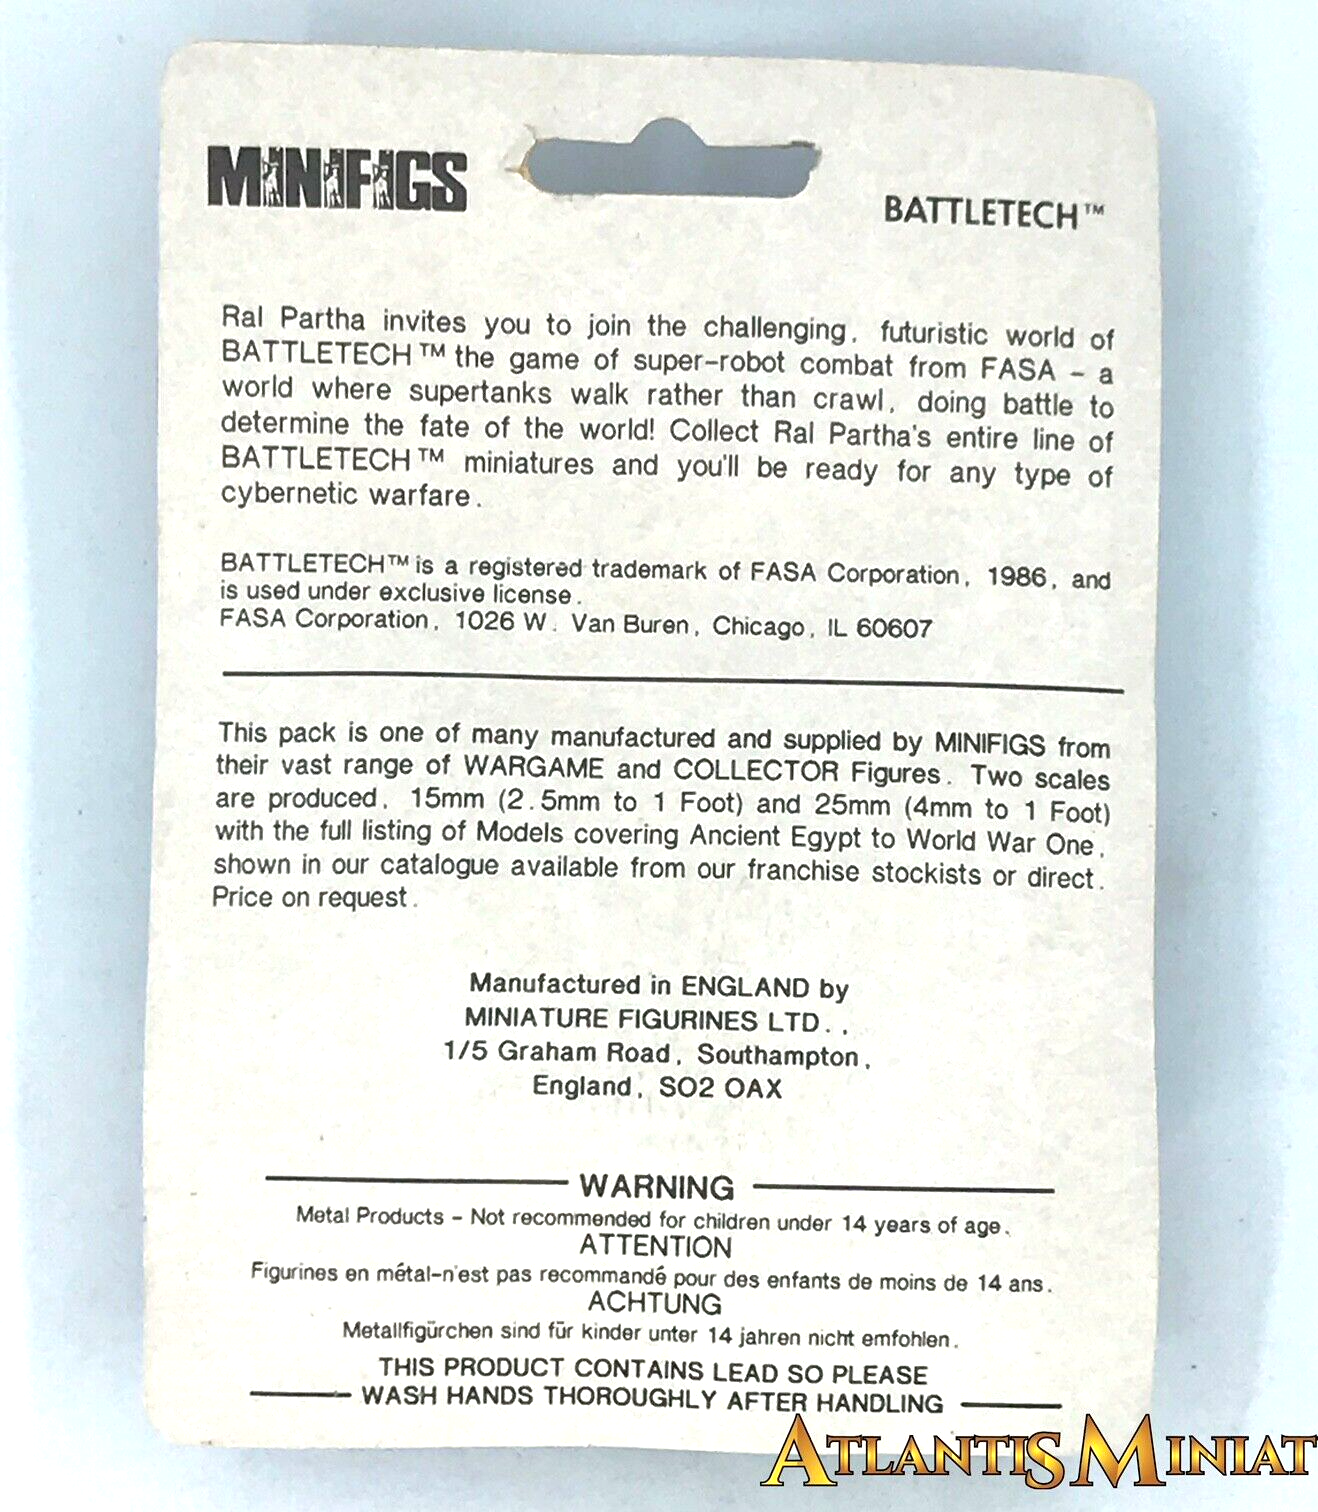 MINIFIGS
BATTLETECH™
Ral Partha invites you to join the challenging, futuristic world of
BATTLETECH™ the game of super-robot combat from FASA - a
world where supertanks walk rather than crawl, doing battle to
determine the fate of the world! Collect Ral Partha's entire line of
BATTLETECH™ miniatures and you'll be ready for any type of
cybernetic warfare.
BATTLETECH™ is a registered trademark of FASA Corporation, 1986, and
is used under exclusive license.
FASA Corporation, 1026 W. Van Buren, Chicago, IL 60607
This pack is one of many manufactured and supplied by MINIFIGS from
their vast range of WARGAME and COLLECTOR Figures. Two scales
are produced, 15mm (2.5mm to 1 Foot) and 25mm (4mm to 1 Foot)
with the full listing of Models covering Ancient Egypt to World War One,
shown in our catalogue available from our franchise stockists or direct.
Price on request.
Manufactured in ENGLAND by
MINIATURE FIGURINES LTD.,
1/5 Graham Road, Southampton,
England, SO2 OAX
WARNING
Metal Products - Not recommended for children under 14 years of age.
ATTENTION
Figurines en métal-n'est pas recommandé pour des enfants de moins de 14 ans.
ACHTUNG
Metallfigürchen sind für kinder unter 14 jahren nicht emfohlen.
THIS PRODUCT CONTAINS LEAD SO PLEASE
WASH HANDS THOROUGHLY AFTER HANDLING
ATLANTIS MINIAT